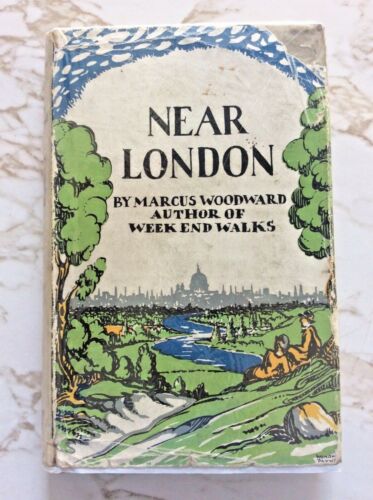 NEAR
LONDON
BY MARCUS WOODWARD
AUTHOR OF
WEEK END WALKS